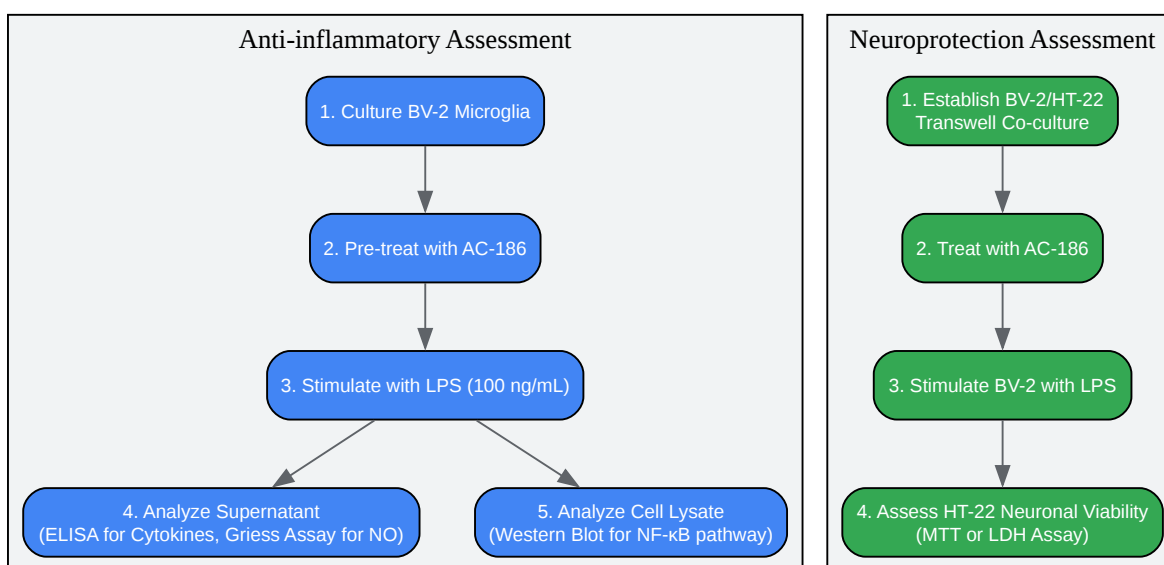 Anti-inflammatory Assessment
1. Culture BV-2 Microglia
2. Pre-treat with AC-186
3. Stimulate with LPS (100 ng/mL)
4. Analyze Supernatant
(ELISA for Cytokines, Griess Assay for NO)
5. Analyze Cell Lysate
(Western Blot for NF-κB pathway)
Neuroprotection Assessment
1. Establish BV-2/HT-22
Transwell Co-culture
2. Treat with AC-186
3. Stimulate BV-2 with LPS
4. Assess HT-22 Neuronal Viability
(MTT or LDH Assay)